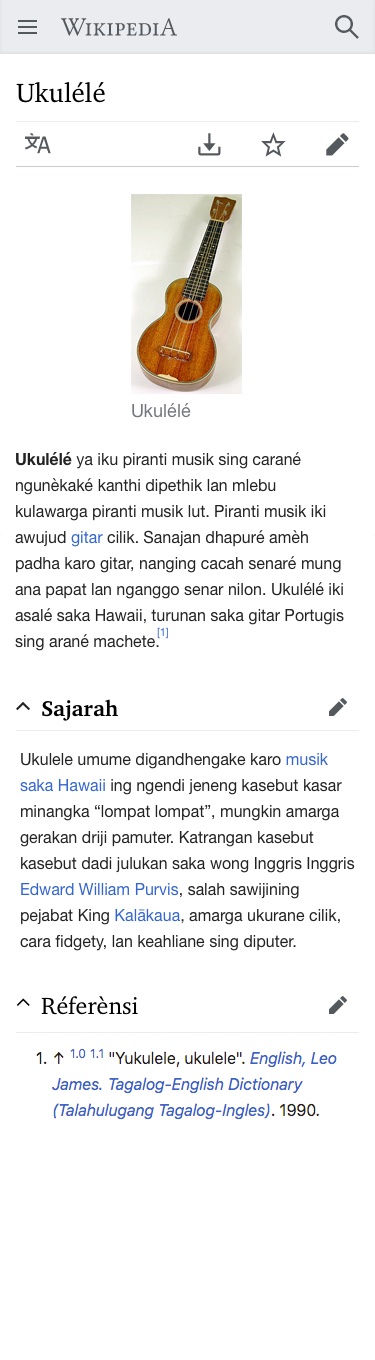 WIKIPEDIA
Ukulélé
Ukulélé
Ukulélé ya iku piranti musik sing carané
ngunèkaké kanthi dipethik lan mlebu
kulawarga piranti musik lut. Piranti musik iki
awujud gitar cilik. Sanajan dhapuré amèh
padha karo gitar, nanging cacah senaré mung
ana papat lan nganggo senar nilon. Ukulélé iki
asalé saka Hawaii, turunan saka gitar Portugis
sing arané machete.[1]
Sajarah
Ukulele umume digandhengake karo musik
saka Hawaii ing ngendi jeneng kasebut kasar
minangka “lompat lompat”, mungkin amarga
gerakan driji pamuter. Katrangan kasebut
kasebut dadi julukan saka wong Inggris Inggris
Edward William Purvis, salah sawijining
pejabat King Kalākaua, amarga ukurane cilik,
cara fidgety, lan keahliane sing diputer.
Réferènsi
1. ↑ 1.0 1.1 "Yukulele, ukulele". English, Leo
James. Tagalog-English Dictionary
(Talahulugang Tagalog-Ingles). 1990.